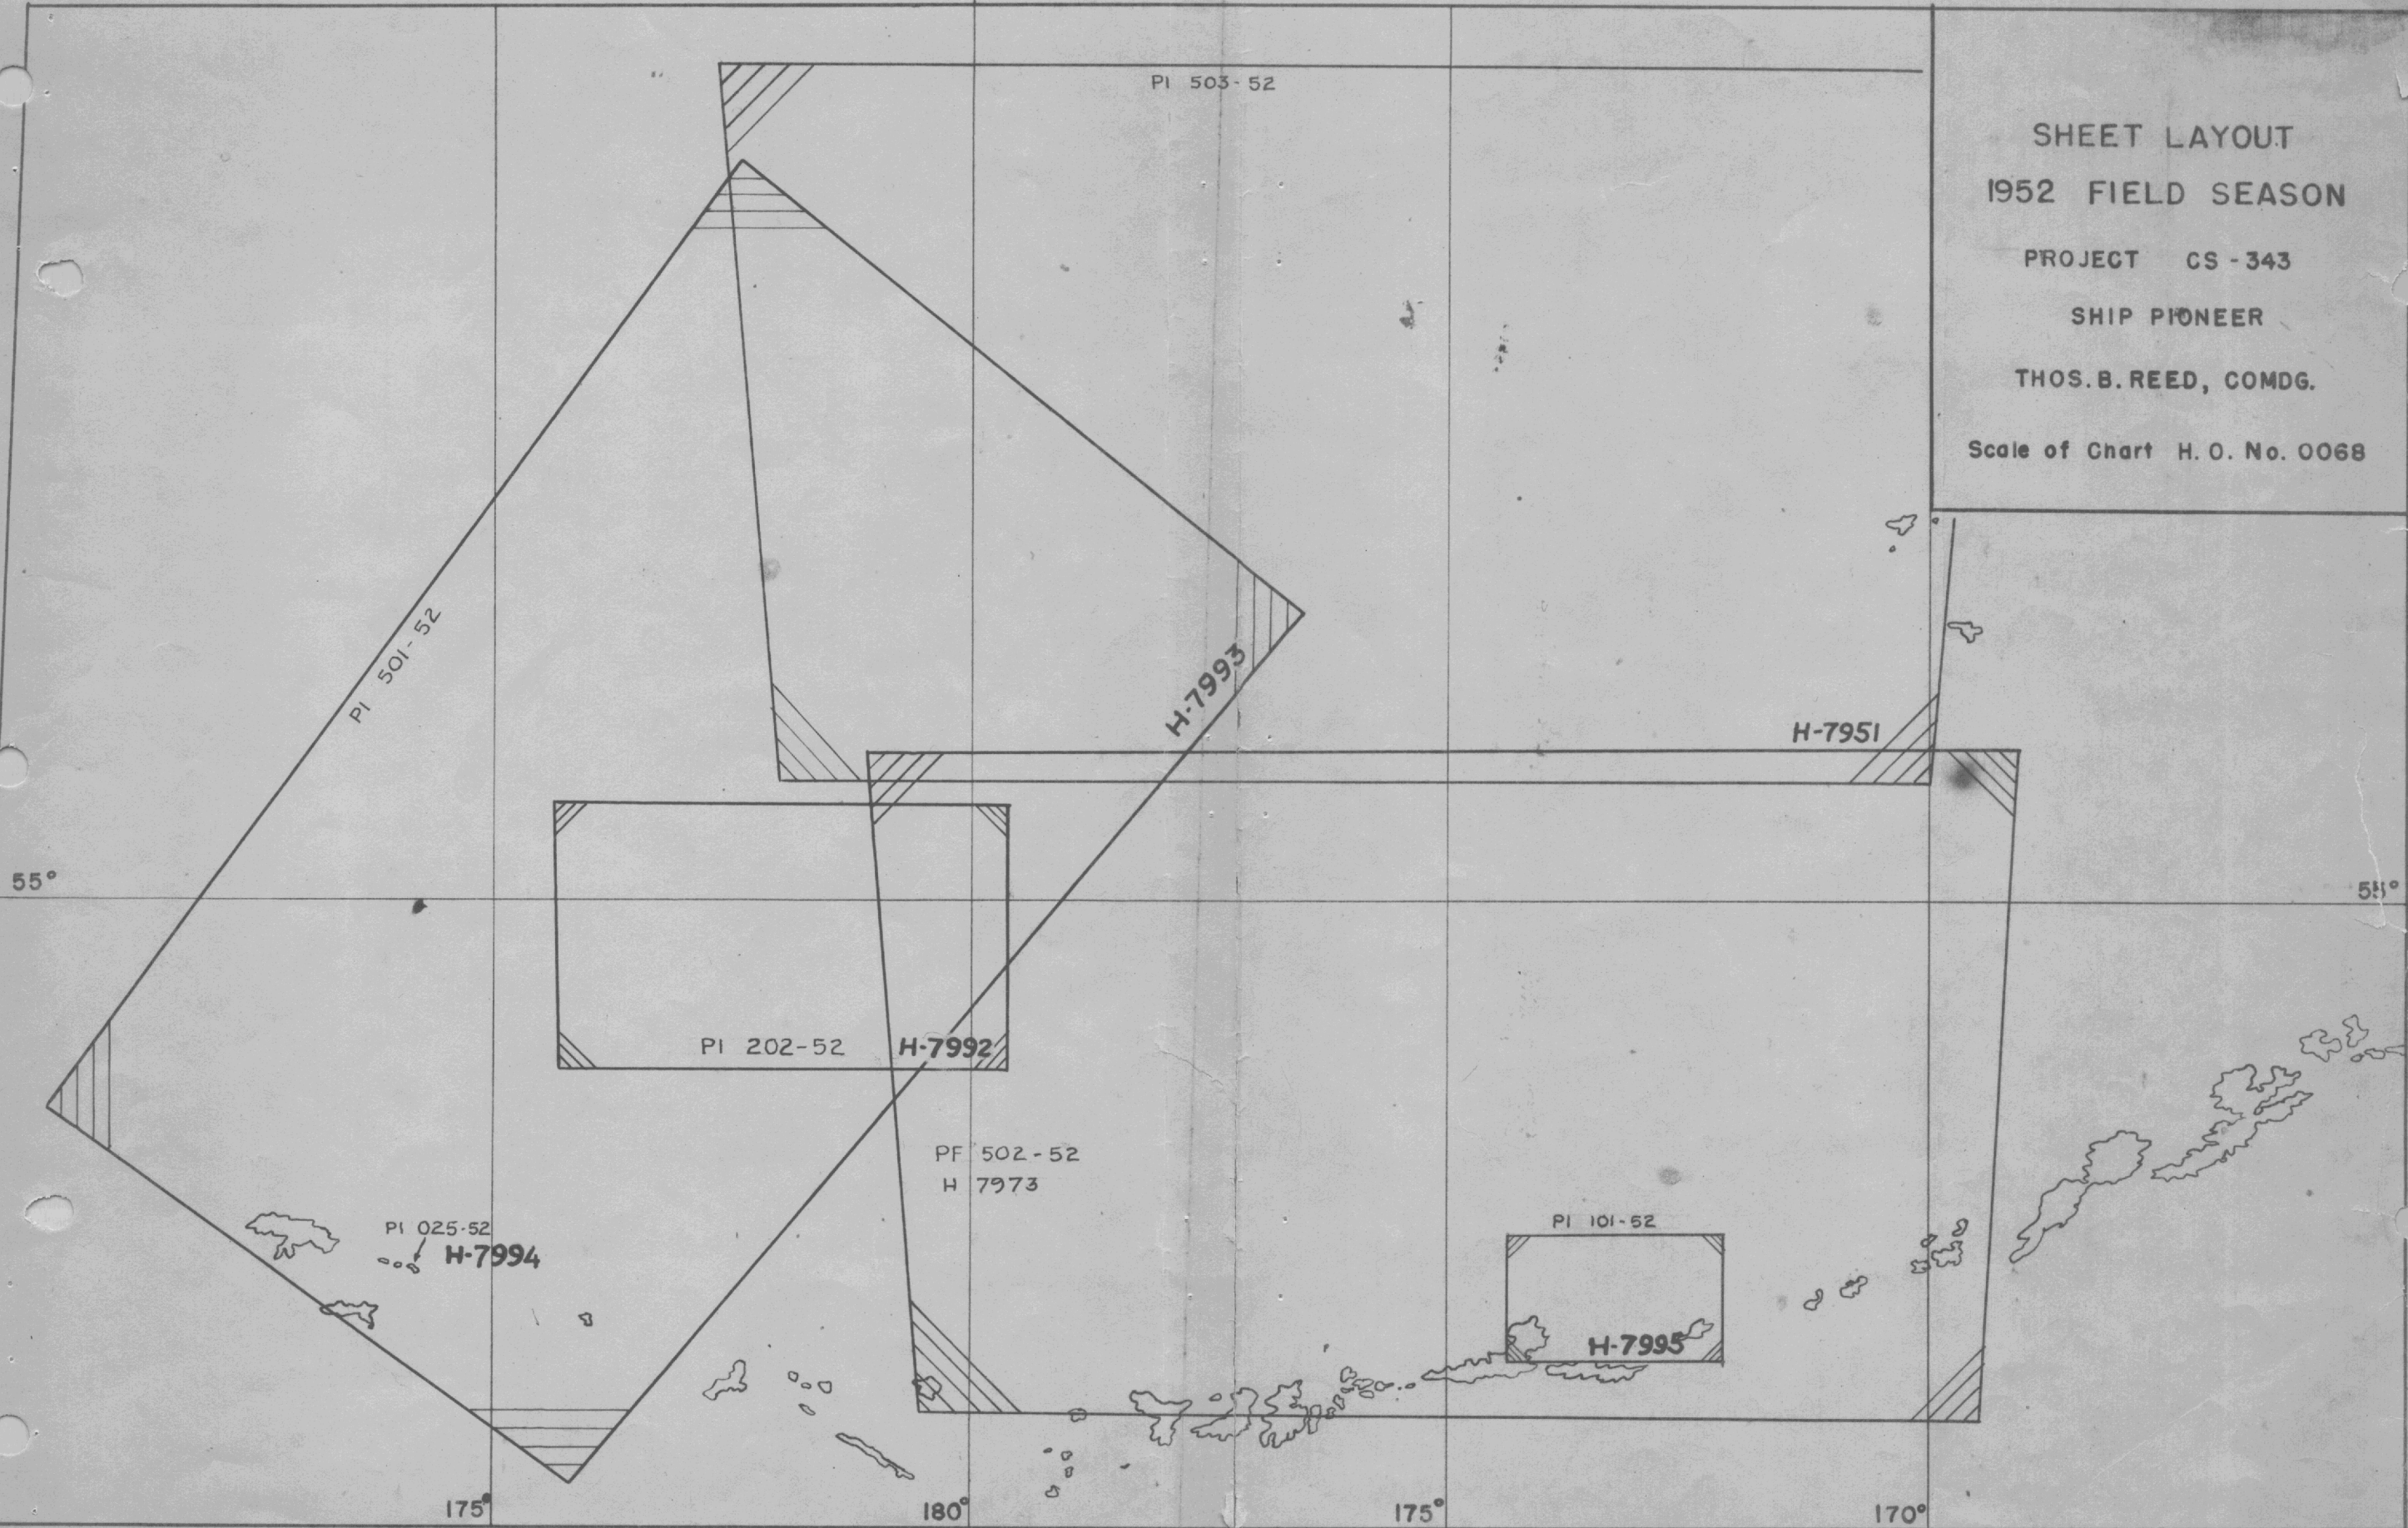 PI 503-52
SHEET LAYOUT
1952 FIELD SEASON
PROJECT CS-343
SHIP PIONEER
THOS. B. REED, COMDG.
Scale of Chart H. O. No. 0068
PI 501-52
H-7993
H-7951
55°
55°
PI 202-52
H-7992
PF 502-52
H 7973
PI 025-52
H-7994
PI 101-52
H-7995
175°
180°
175°
170°